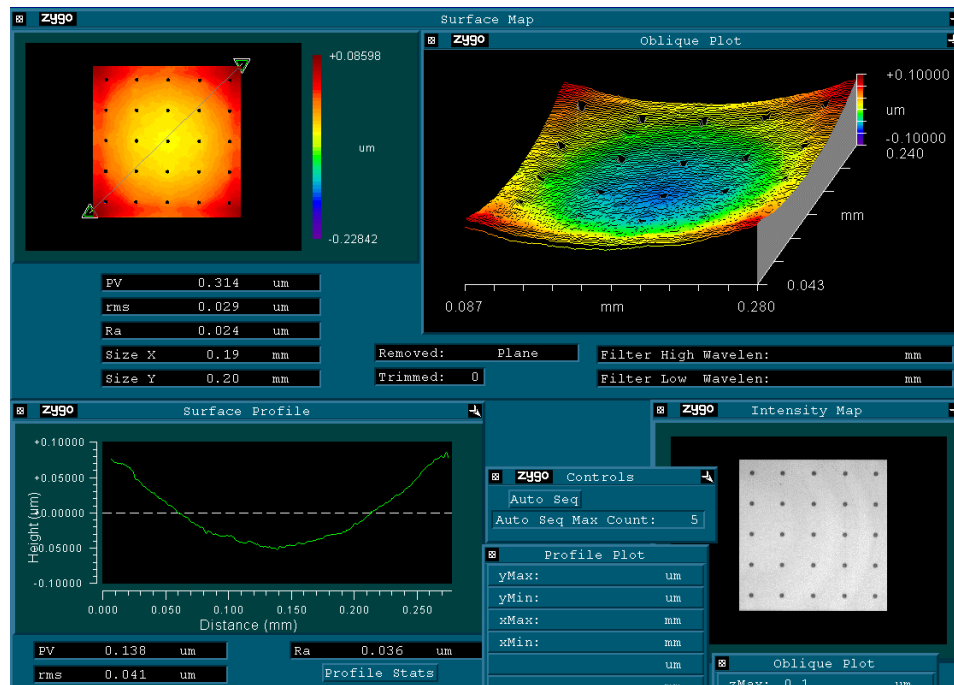 zygo Surface Map
+0.08598
um
-0.22842
zygo Oblique Plot
+0.10000
um
-0.10000
0.240
mm
0.043
0.087 mm 0.280
PV 0.314 um
rms 0.029 um
Ra 0.024 um
Size X 0.19 mm
Size Y 0.20 mm
Removed: Plane
Trimmed: 0
Filter High Wavelen: mm
Filter Low Wavelen: mm
zygo Surface Profile
+0.10000
+0.05000
+0.00000
-0.05000
-0.10000
Height (um)
0.000 0.050 0.100 0.150 0.200 0.250
Distance (mm)
PV 0.138 um
rms 0.041 um
Ra 0.036 um
Profile Stats
zygo Controls
Auto Seq
Auto Seq Max Count: 5
Profile Plot
yMax: um
yMin: um
xMax: mm
xMin: mm
um
zygo Intensity Map
Oblique Plot
zMax: 0.1 um